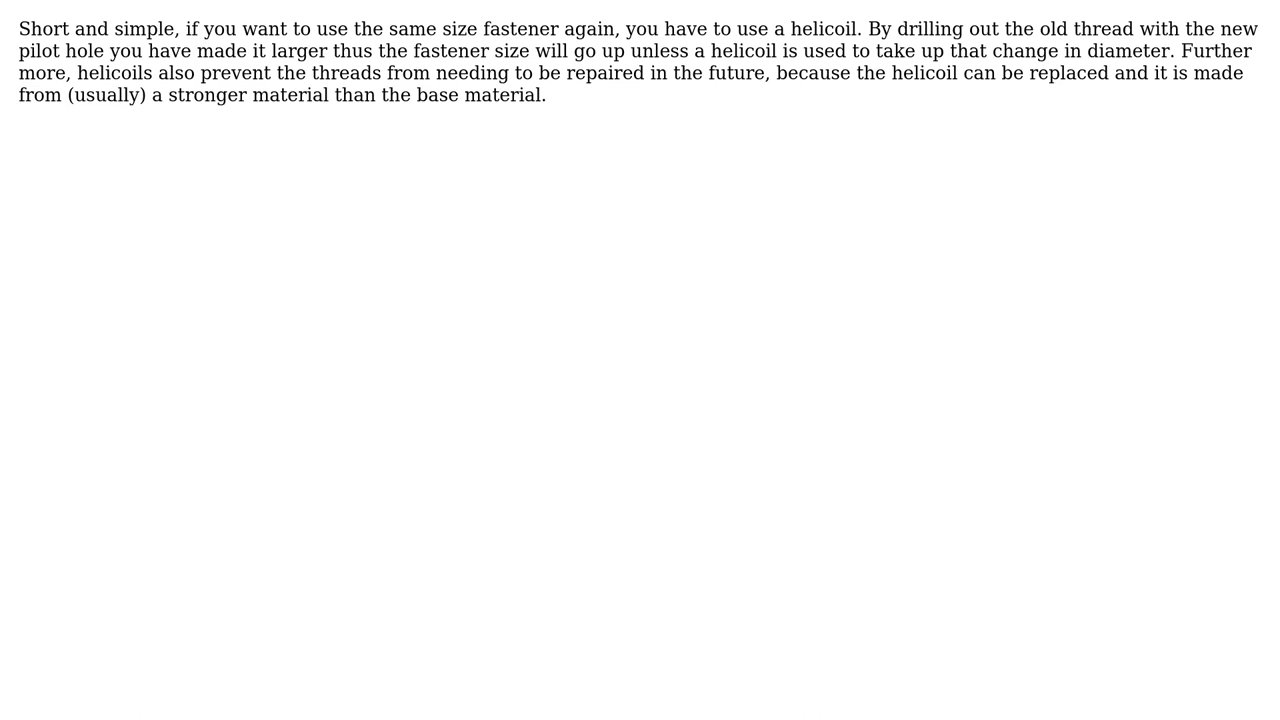 Short and simple, if you want to use the same size fastener again, you have to use a helicoil. By drilling out the old thread with the new
pilot hole you have made it larger thus the fastener size will go up unless a helicoil is used to take up that change in diameter. Further
more, helicoils also prevent the threads from needing to be repaired in the future, because the helicoil can be replaced and it is made
from (usually) a stronger material than the base material.